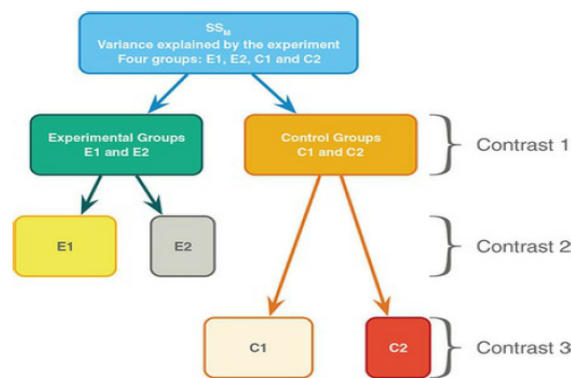 SSM
Variance explained by the experiment
Four groups: E1, E2, C1 and C2
Experimental Groups
E1 and E2
Control Groups
C1 and C2
Contrast 1
E1
E2
Contrast 2
C1
C2
Contrast 3